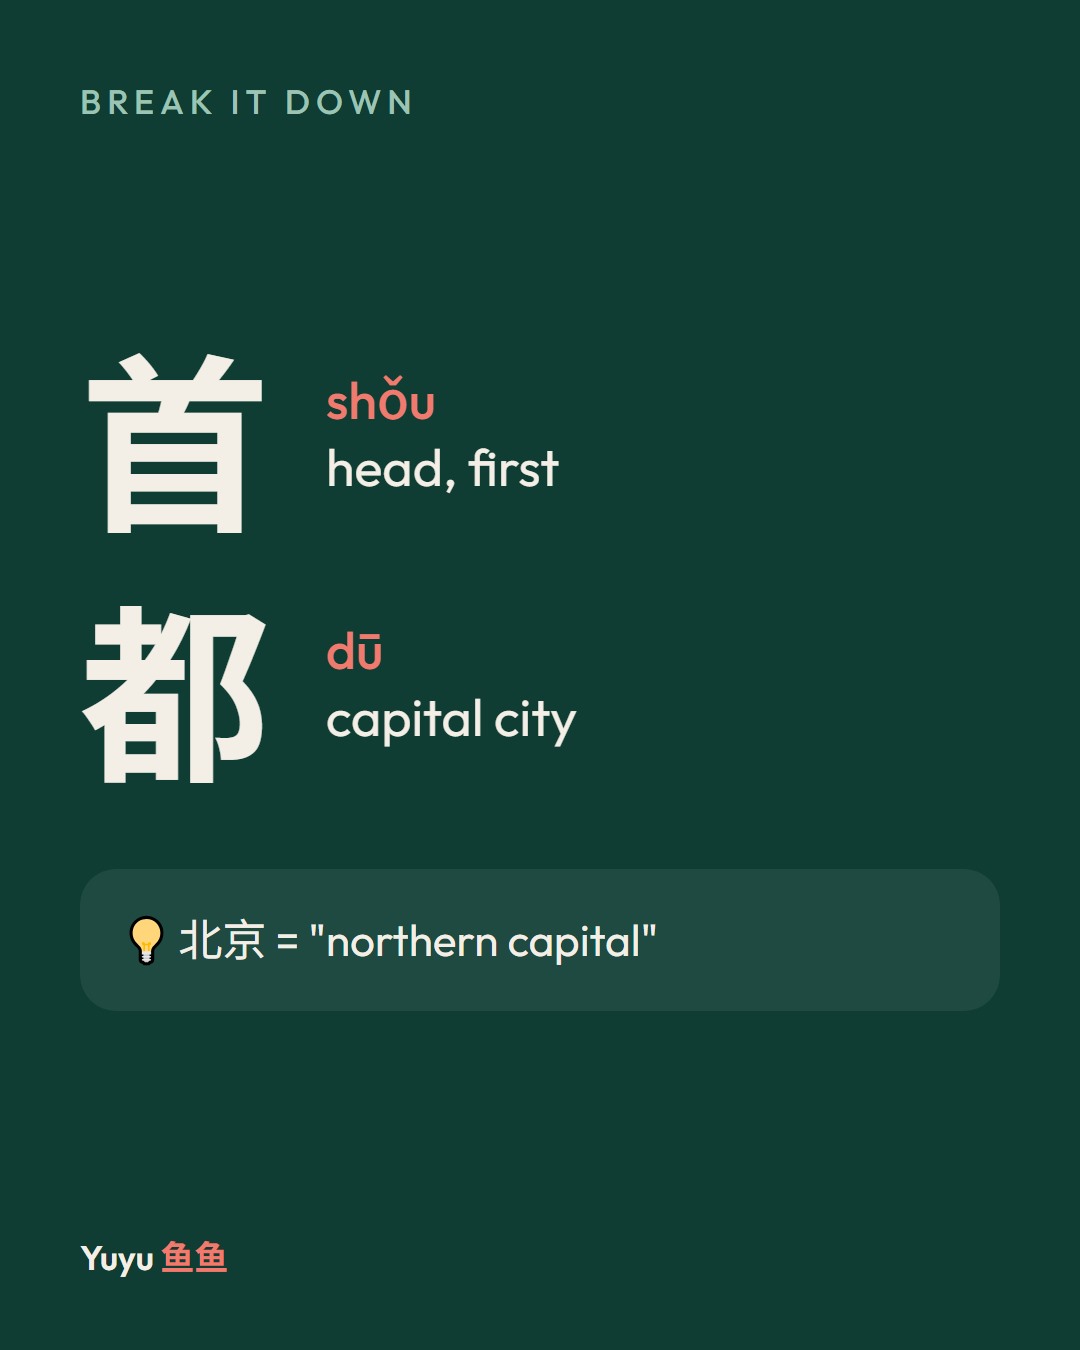 BREAK IT DOWN
首
shǒu
head, first
都
dū
capital city
💡 北京 = "northern capital"
Yuyu 鱼鱼